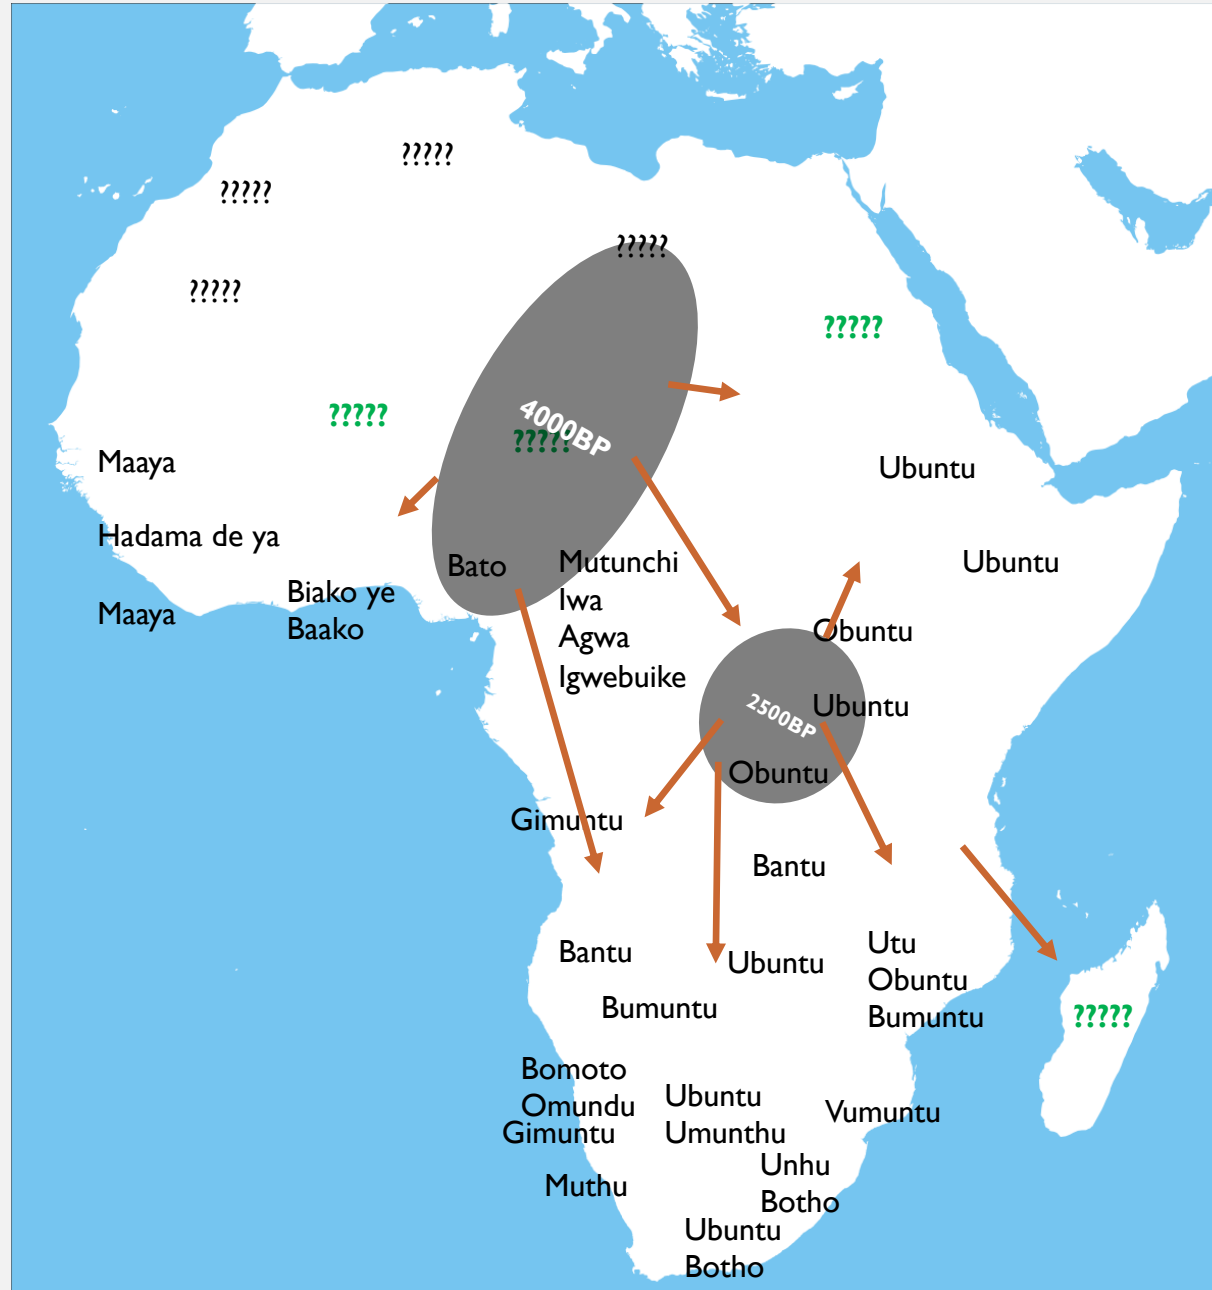 ?????
?????
?????
?????
?????
?????
4000BP
?????
Maaya
Ubuntu
Hadama de ya
Bato
Mutunchi
Iwa
Agwa
Igwebuike
Ubuntu
Biako ye
Baako
Maaya
Obuntu
2500BP
Ubuntu
Obuntu
Gimuntu
Bantu
Bantu
Ubuntu
Utu
Obuntu
Bumuntu
Bumuntu
?????
Bomoto
Omundu
Gimuntu
Ubuntu
Umunthu
Vumuntu
Muthu
Unhu
Botho
Ubuntu
Botho